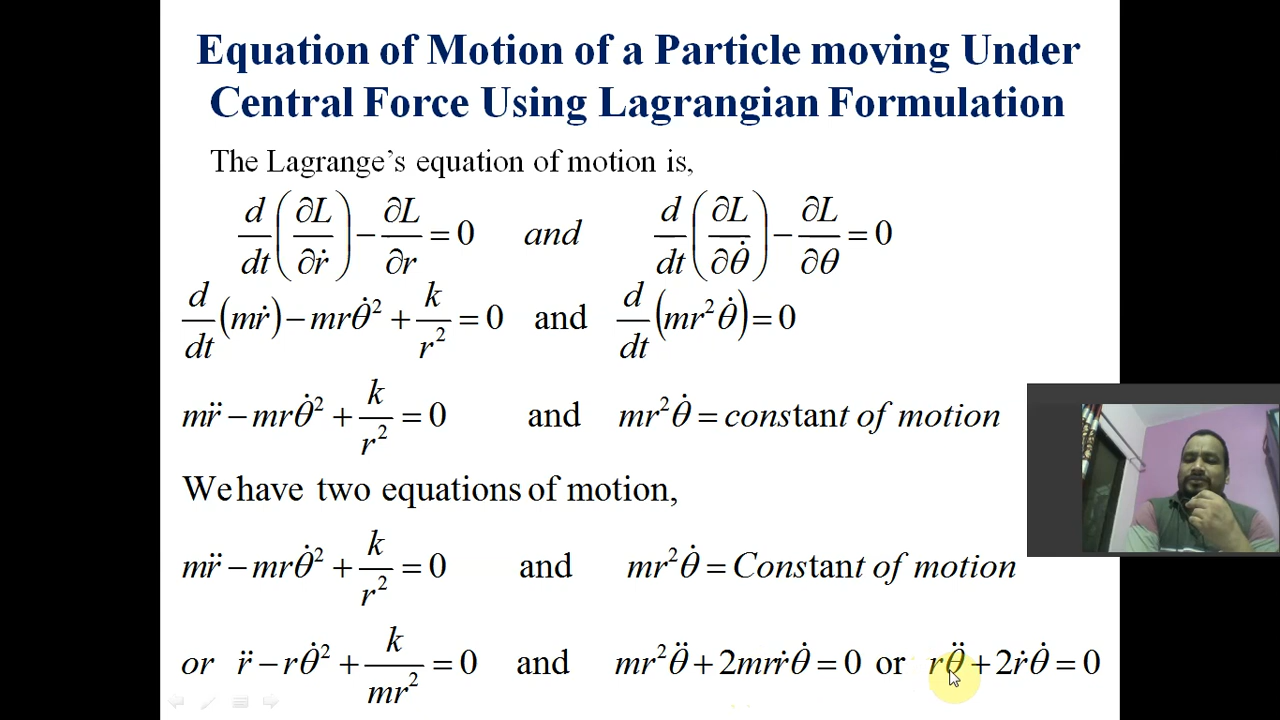 Equation of Motion of a Particle moving Under
Central Force Using Lagrangian Formulation
The Lagrange's equation of motion is,
d/dt(∂L/∂ṙ) − ∂L/∂r = 0 and d/dt(∂L/∂θ̇) − ∂L/∂θ = 0
d/dt(mṙ) − mrθ̇² + k/r² = 0 and d/dt(mr²θ̇) = 0
mr̈ − mrθ̇² + k/r² = 0 and mr²θ̇ = constant of motion
We have two equations of motion,
mr̈ − mrθ̇² + k/r² = 0 and mr²θ̇ = Constant of motion
or r̈ − rθ̇² + k/mr² = 0 and mr²θ̈ + 2mrṙθ̇ = 0 or rθ̈ + 2ṙθ̇ = 0